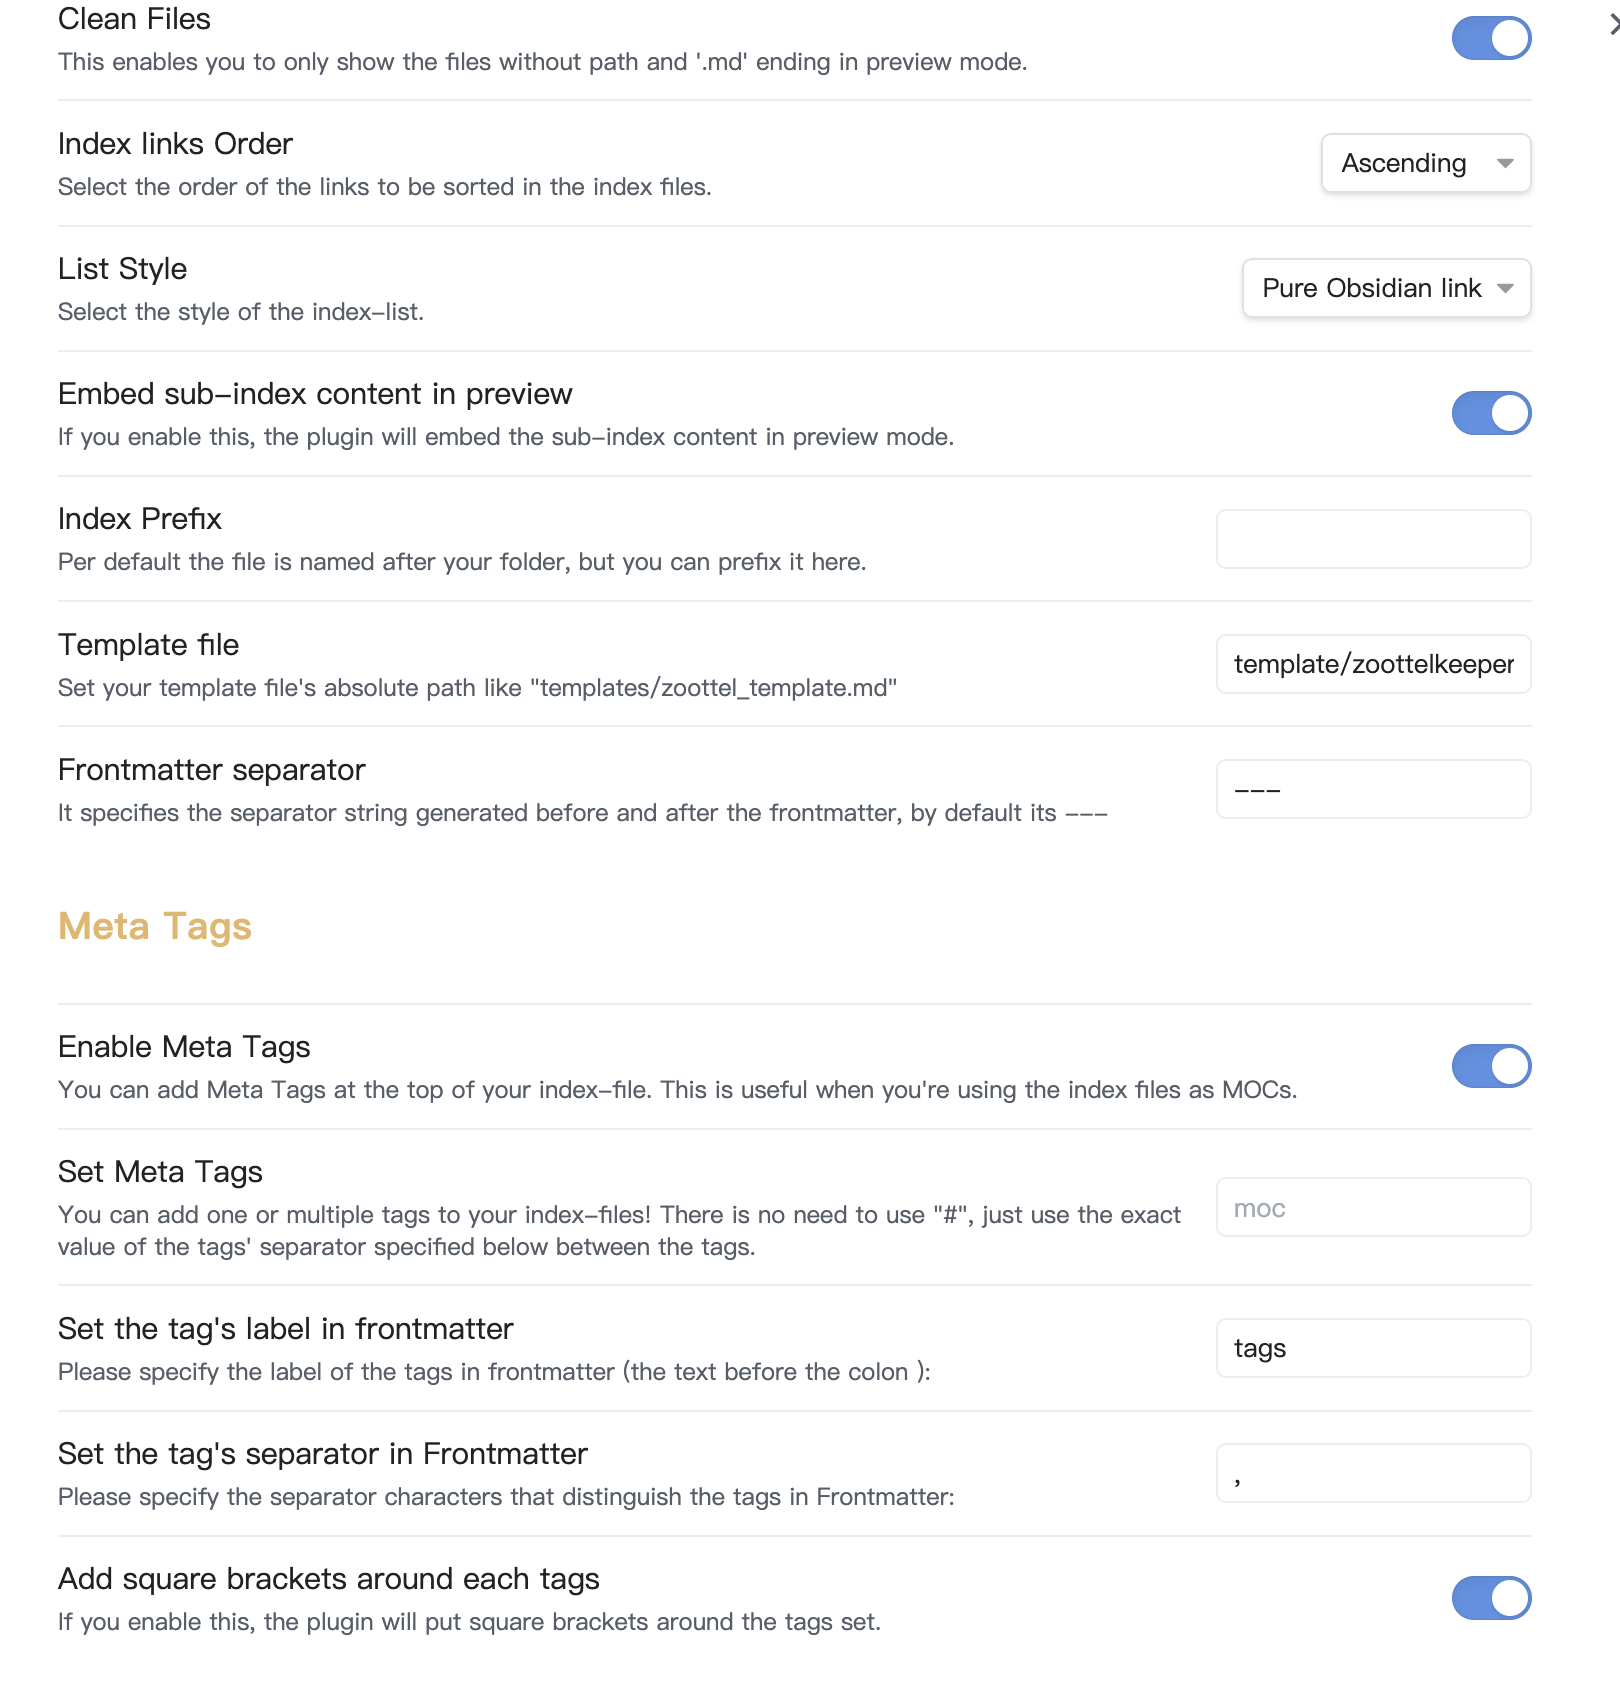 Clean Files
This enables you to only show the files without path and '.md' ending in preview mode.
Index links Order
Select the order of the links to be sorted in the index files.
Ascending
List Style
Select the style of the index-list.
Pure Obsidian link
Embed sub-index content in preview
If you enable this, the plugin will embed the sub-index content in preview mode.
Index Prefix
Per default the file is named after your folder, but you can prefix it here.
Template file
Set your template file's absolute path like "templates/zoottel_template.md"
template/zoottelkeeper
Frontmatter separator
It specifies the separator string generated before and after the frontmatter, by default its ---
---
Meta Tags
Enable Meta Tags
You can add Meta Tags at the top of your index-file. This is useful when you're using the index files as MOCs.
Set Meta Tags
You can add one or multiple tags to your index-files! There is no need to use "#", just use the exact
value of the tags' separator specified below between the tags.
moc
Set the tag's label in frontmatter
Please specify the label of the tags in frontmatter (the text before the colon ):
tags
Set the tag's separator in Frontmatter
Please specify the separator characters that distinguish the tags in Frontmatter:
,
Add square brackets around each tags
If you enable this, the plugin will put square brackets around the tags set.